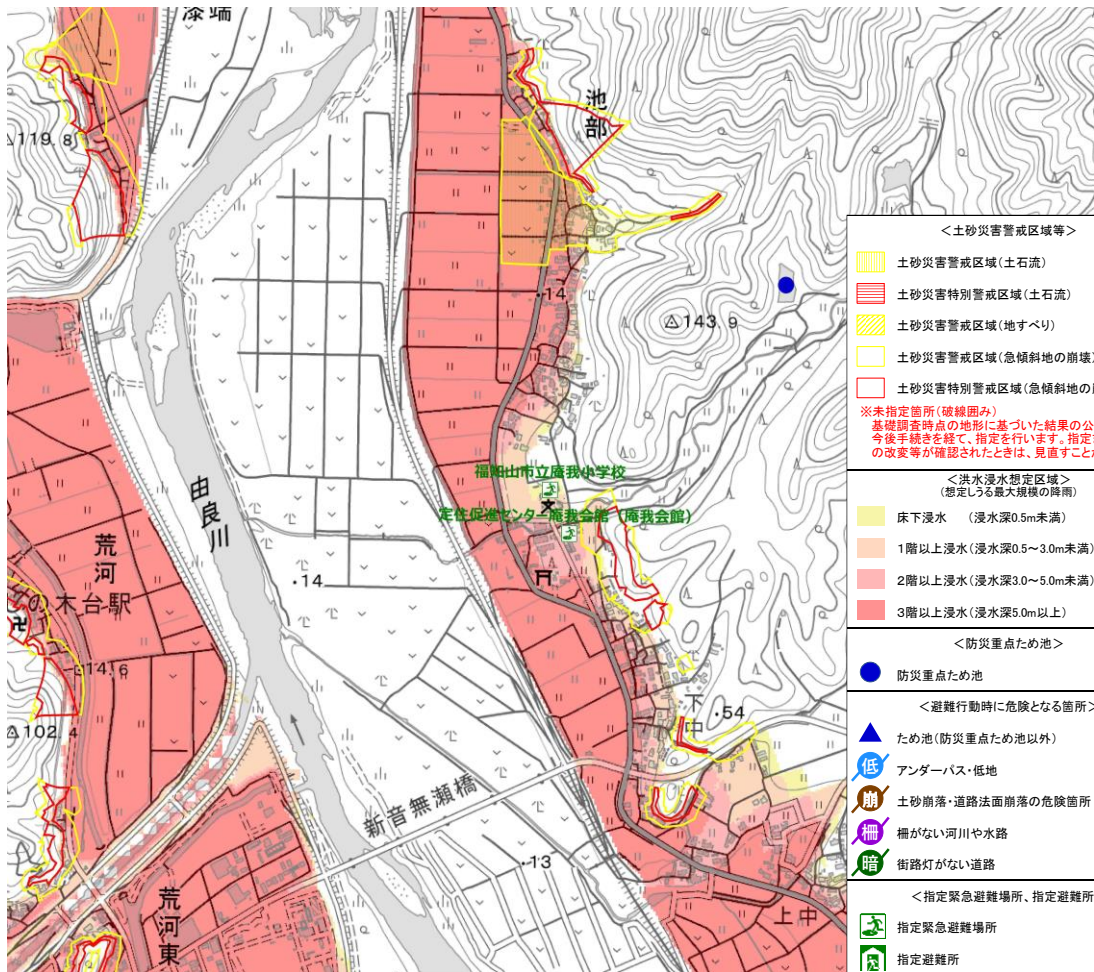 漆端
池部
119.8
14
143.9
福知山市立庵我小学校
定住促進センター庵我会館(庵我会館)
由良川
荒河
14
の木台駅
14.6
102.4
下中
54
新音無瀬橋
13
荒河東
上中
<土砂災害警戒区域等>
土砂災害警戒区域(土石流)
土砂災害特別警戒区域(土石流)
土砂災害警戒区域(地すべり)
土砂災害警戒区域(急傾斜地の崩壊)
土砂災害特別警戒区域(急傾斜地の
※未指定箇所(破線囲み)
基礎調査時点の地形に基づいた結果の公
今後手続きを経て、指定を行います。指定
の改変等が確認されたときは、見直すこと
<洪水浸水想定区域>
(想定しうる最大規模の降雨)
床下浸水 (浸水深0.5m未満)
1階以上浸水(浸水深0.5~3.0m未満)
2階以上浸水(浸水深3.0~5.0m未満)
3階以上浸水(浸水深5.0m以上)
<防災重点ため池>
防災重点ため池
<避難行動時に危険となる箇所>
ため池(防災重点ため池以外)
低 アンダーパス・低地
崩 土砂崩落・道路法面崩落の危険箇所
柵 柵がない河川や水路
暗 街路灯がない道路
<指定緊急避難場所、指定避難所
指定緊急避難場所
指定避難所